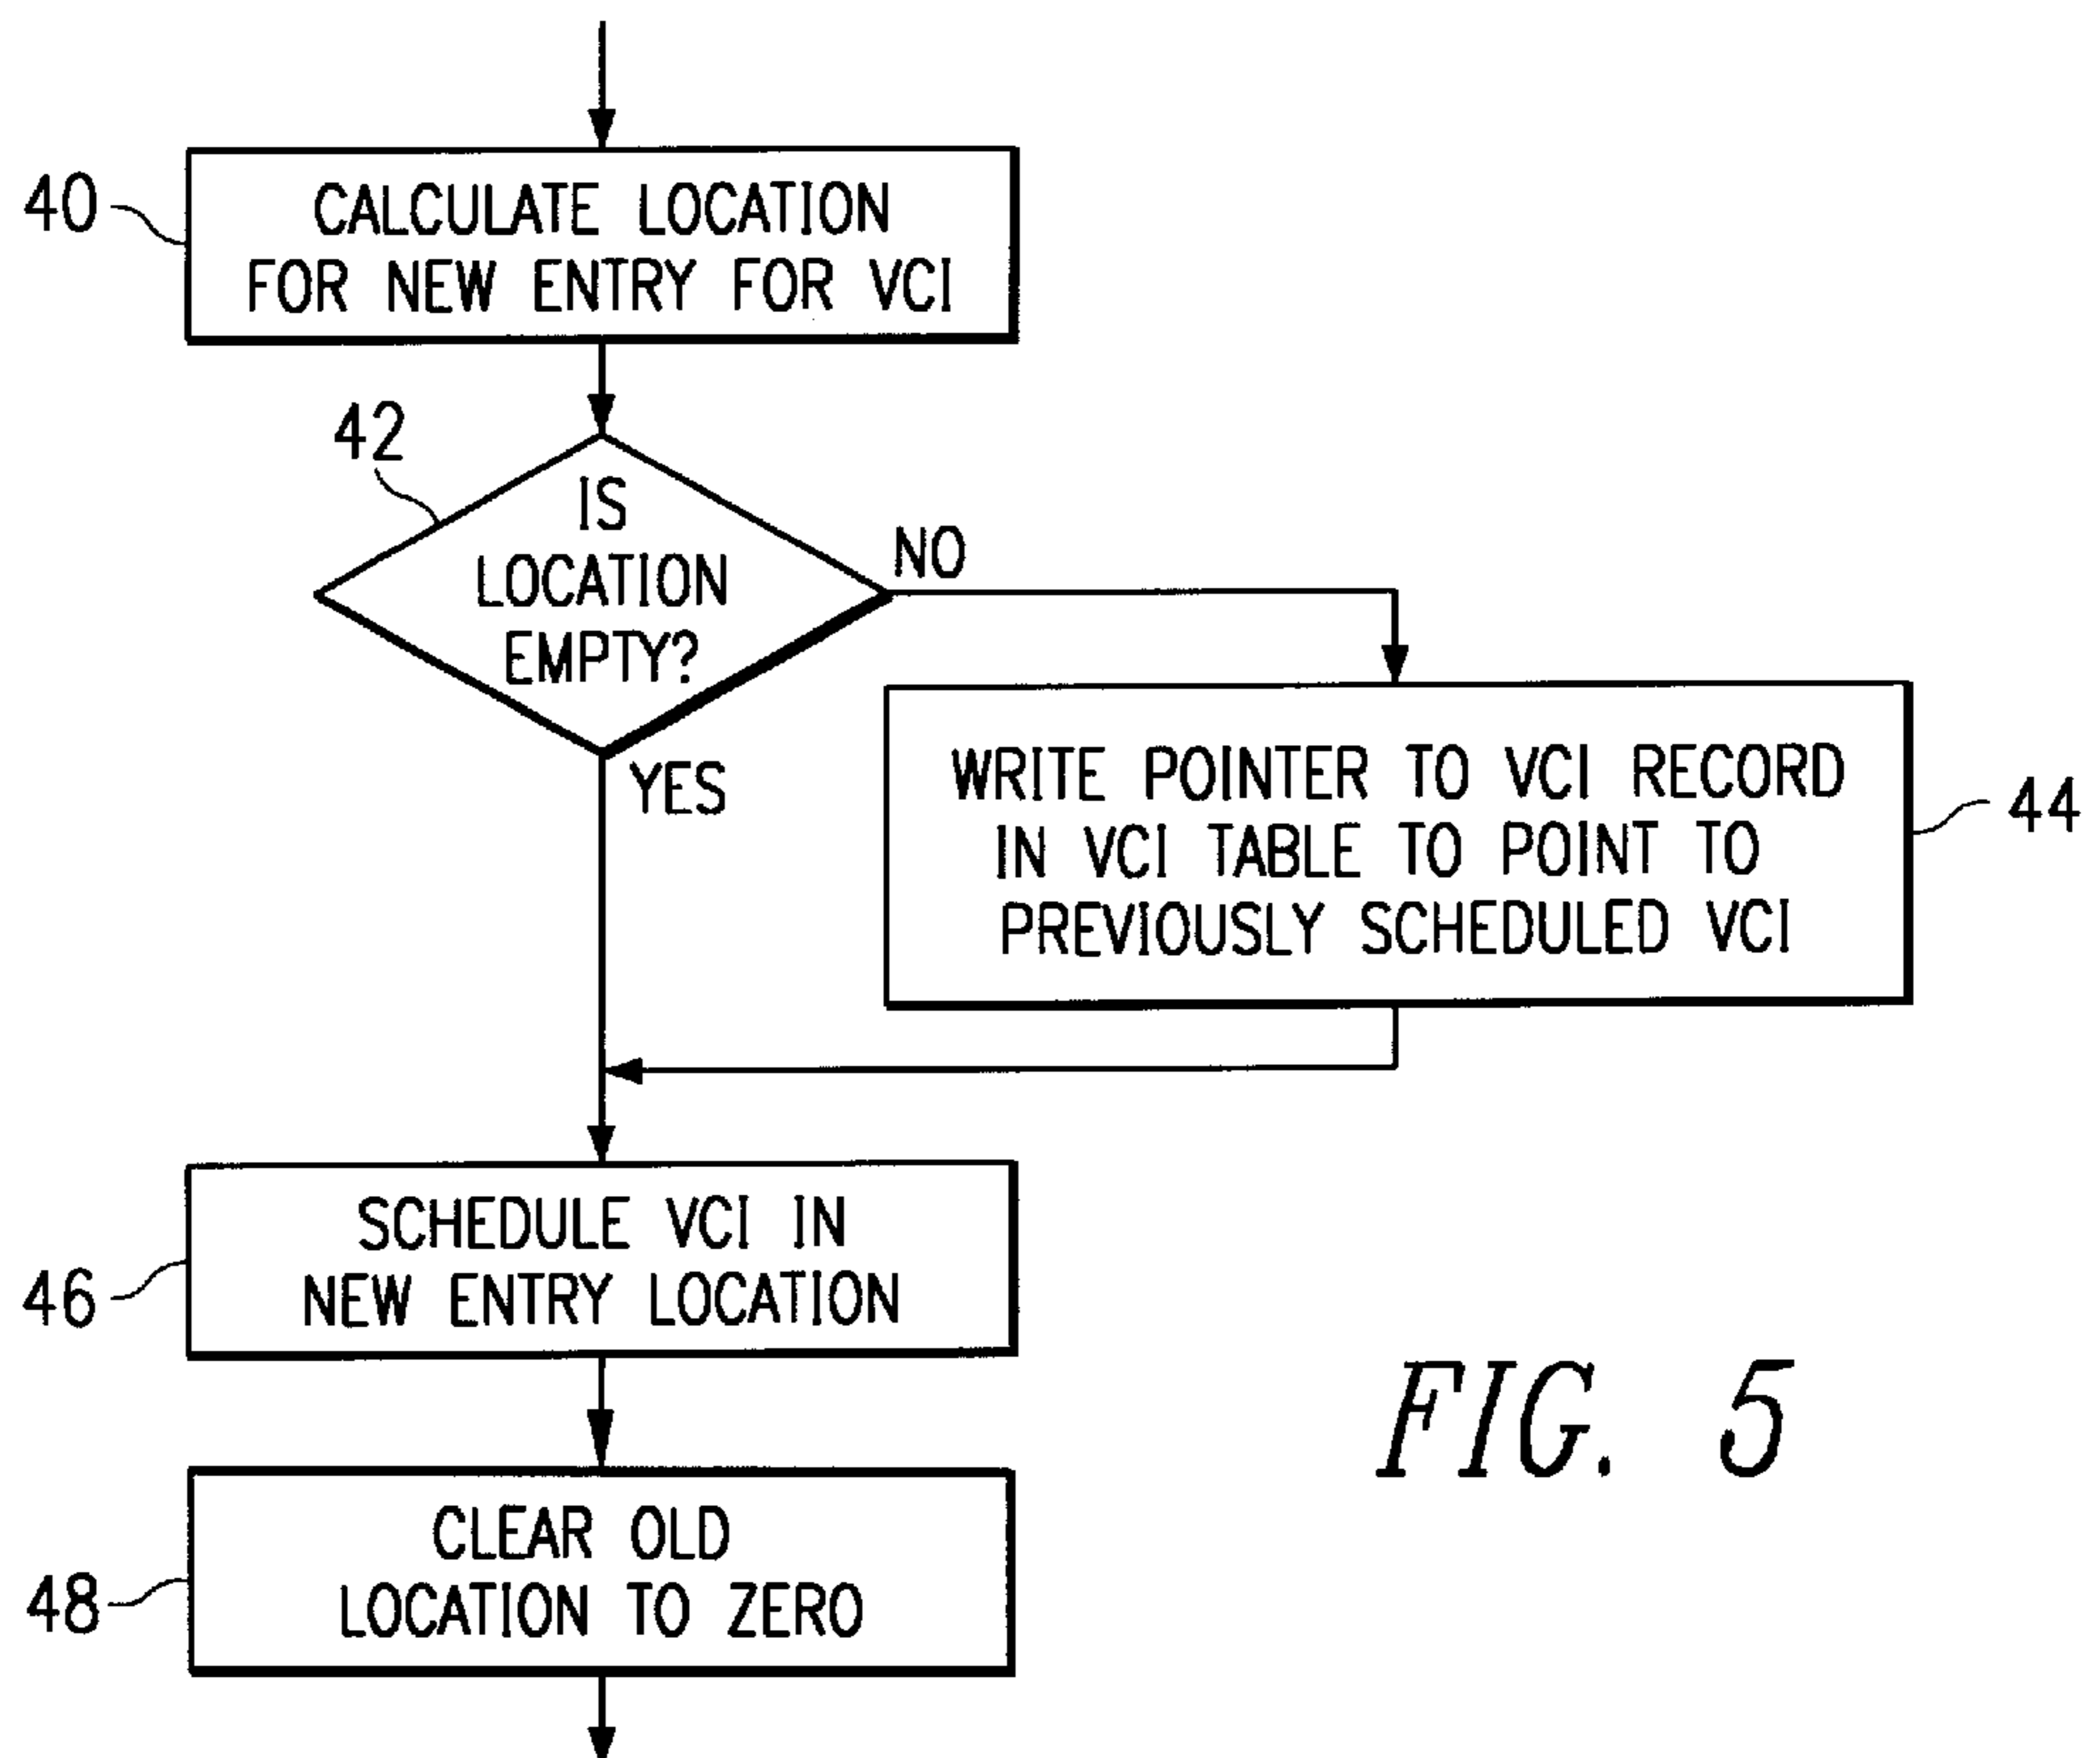 40
CALCULATE LOCATION
FOR NEW ENTRY FOR VCI
42
IS
LOCATION
EMPTY?
NO
YES
WRITE POINTER TO VCI RECORD
IN VCI TABLE TO POINT TO
PREVIOUSLY SCHEDULED VCI
44
SCHEDULE VCI IN
NEW ENTRY LOCATION
46
CLEAR OLD
LOCATION TO ZERO
48
FIG. 5